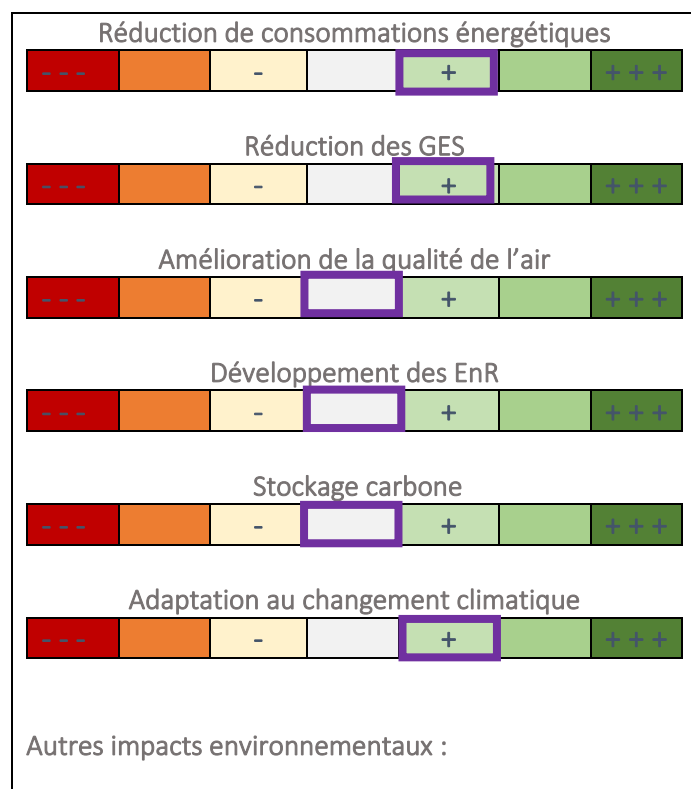 Réduction de consommations énergétiques
- - - - + + + +
Réduction des GES
- - - - + + + +
Amélioration de la qualité de l’air
- - - - + + + +
Développement des EnR
- - - - + + + +
Stockage carbone
- - - - + + + +
Adaptation au changement climatique
- - - - + + + +
Autres impacts environnementaux :